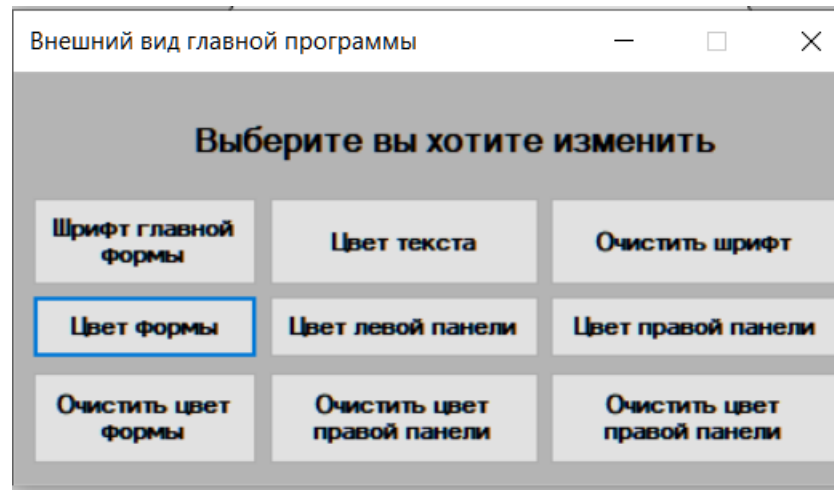 Внешний вид главной программы
Выберите вы хотите изменить
Шрифт главной
формы
Цвет текста
Очистить шрифт
Цвет формы
Цвет левой панели
Цвет правой панели
Очистить цвет
формы
Очистить цвет
правой панели
Очистить цвет
правой панели